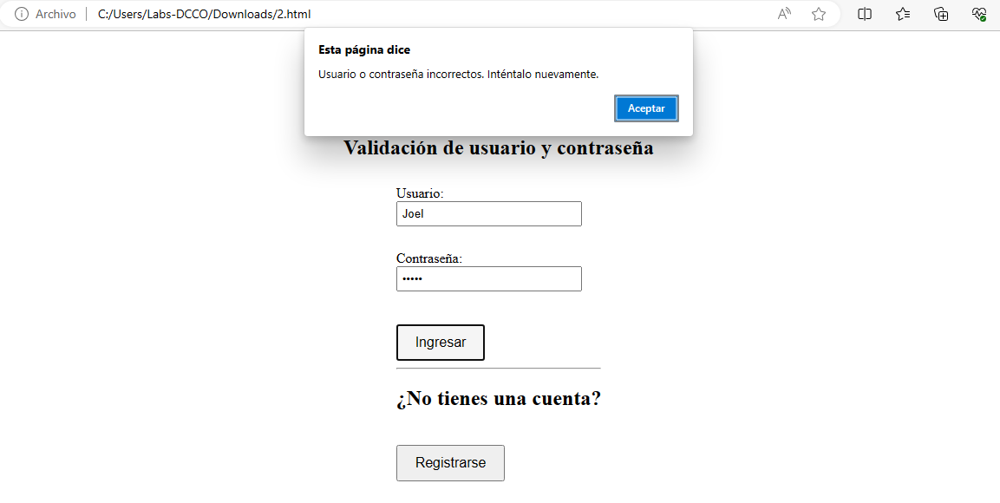 Archivo C:/Users/Labs-DCCO/Downloads/2.html
Esta página dice
Usuario o contraseña incorrectos. Inténtalo nuevamente.
Aceptar
Validación de usuario y contraseña
Usuario:
Joel
Contraseña:
•••••
Ingresar
¿No tienes una cuenta?
Registrarse